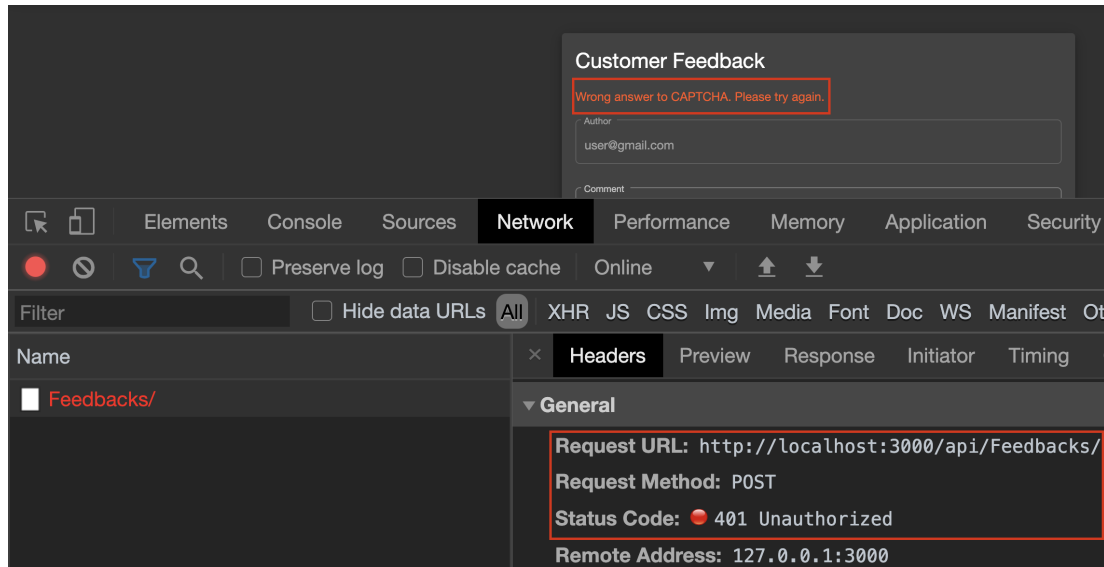 Customer Feedback
Wrong answer to CAPTCHA. Please try again.
Author
user@gmail.com
Comment
Elements Console Sources Network Performance Memory Application Security
Preserve log Disable cache Online
Filter Hide data URLs All XHR JS CSS Img Media Font Doc WS Manifest Ot
Name × Headers Preview Response Initiator Timing
Feedbacks/
General
Request URL: http://localhost:3000/api/Feedbacks/
Request Method: POST
Status Code: 401 Unauthorized
Remote Address: 127.0.0.1:3000